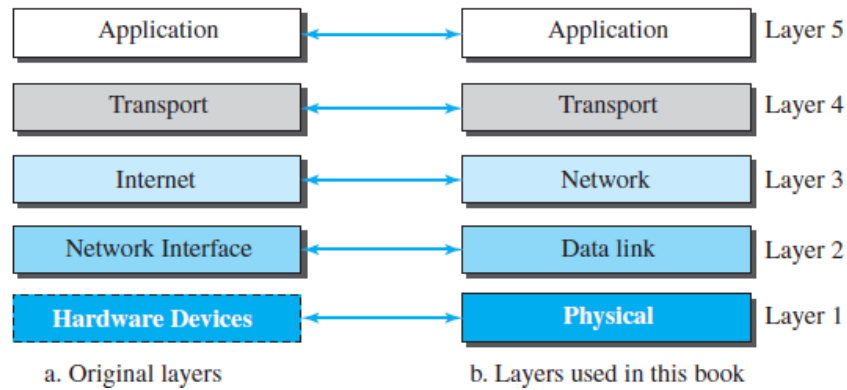 Application Application Layer 5
Transport Transport Layer 4
Internet Network Layer 3
Network Interface Data link Layer 2
Hardware Devices Physical Layer 1
a. Original layers b. Layers used in this book